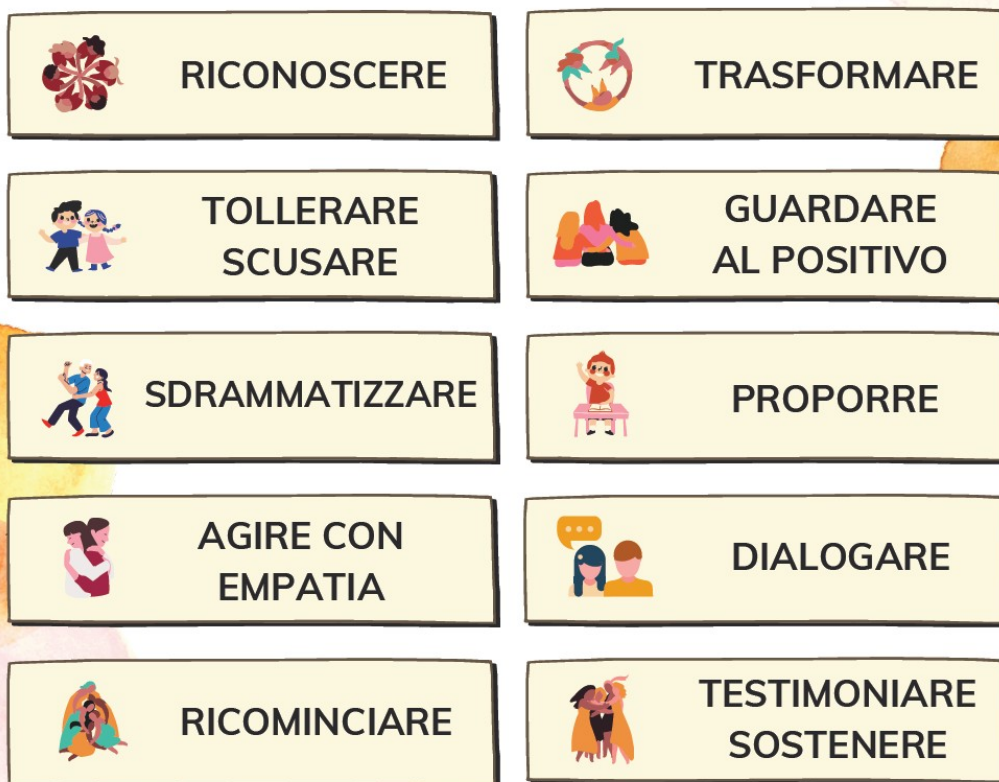 RICONOSCERE
TRASFORMARE
TOLLERARE
SCUSARE
GUARDARE
AL POSITIVO
SDRAMMATIZZARE
PROPORRE
AGIRE CON
EMPATIA
DIALOGARE
RICOMINCIARE
TESTIMONIARE
SOSTENERE